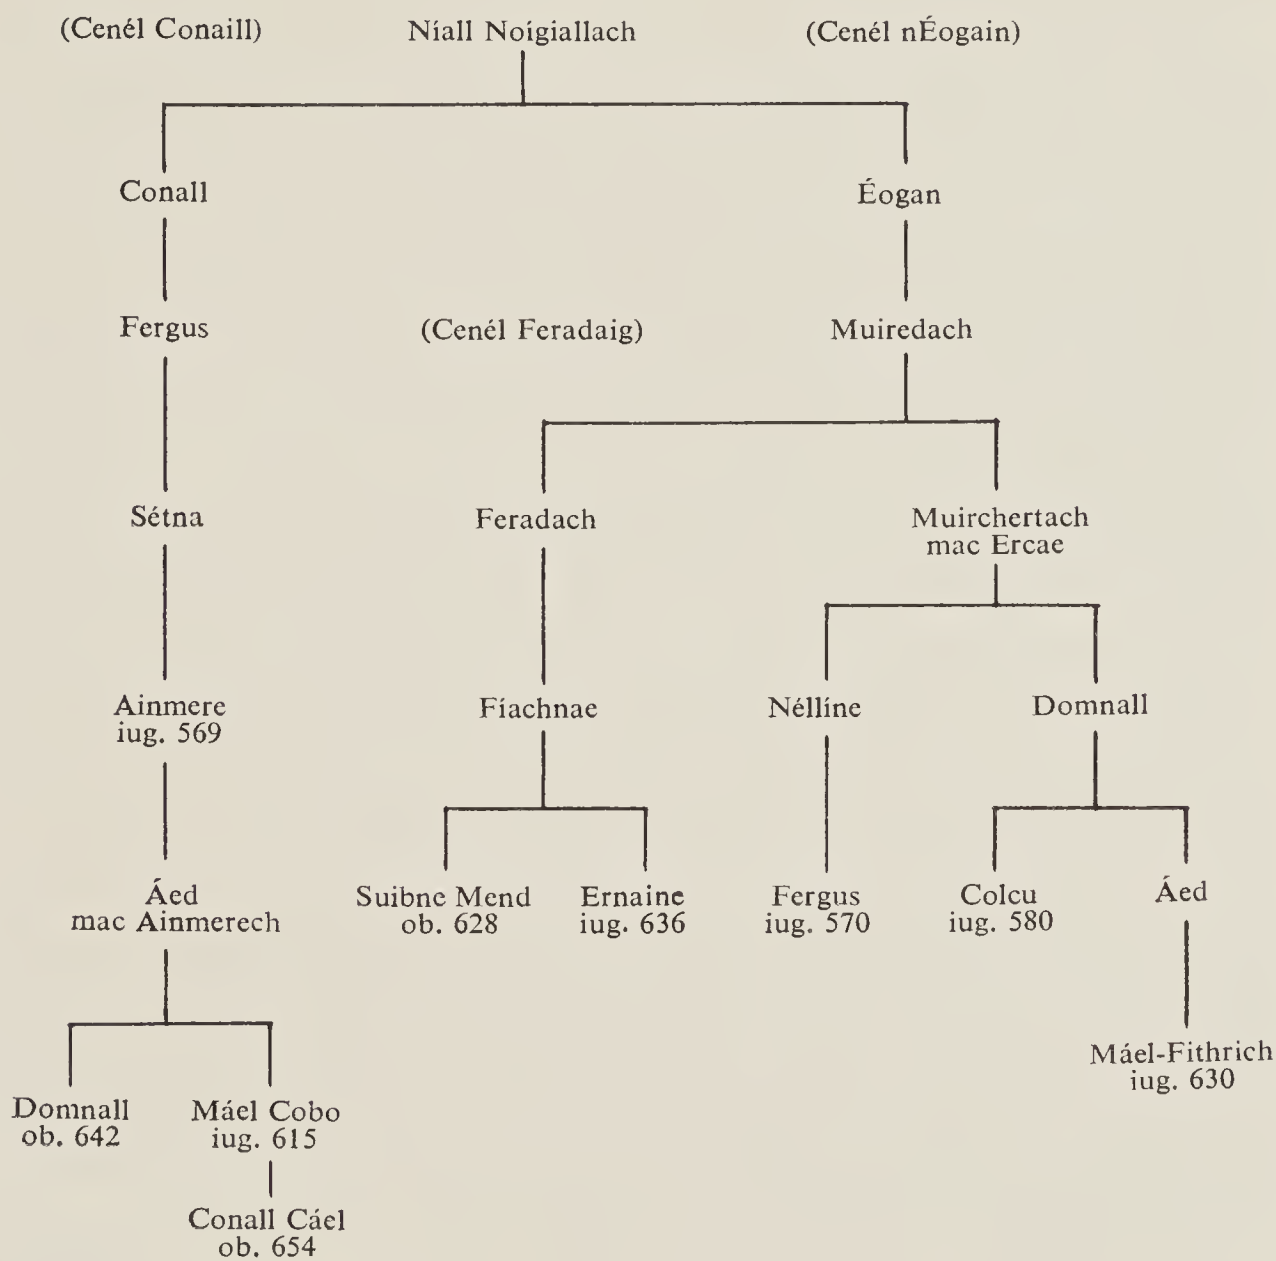 (Cenél Conaill) Níall Noígiallach (Cenél nÉogain)
Conall Éogan
Fergus (Cenél Feradaig) Muiredach
Sétna Feradach Muirchertach
mac Ercae
Ainmere Fíachnae Néllíne Domnall
iug. 569
Áed Suibne Mend Ernaine Fergus Colcu Áed
mac Ainmerech ob. 628 iug. 636 iug. 570 iug. 580
Máel-Fithrich
iug. 630
Domnall Máel Cobo
ob. 642 iug. 615
Conall Cáel
ob. 654